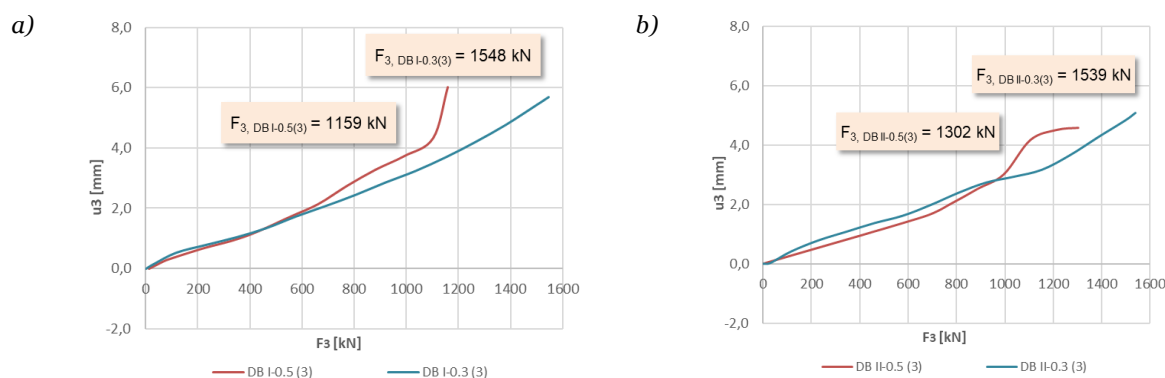 a)
8,0
6,0
4,0
2,0
0,0
-2,0
u3 [mm]
F3, DB I-0.3(3) = 1548 kN
F3, DB I-0.5(3) = 1159 kN
0 200 400 600 800 1000 1200 1400 1600
F3 [kN]
DB I-0.5 (3) DB I-0.3 (3)
b)
8,0
6,0
4,0
2,0
0,0
-2,0
u3 [mm]
F3, DB II-0.3(3) = 1539 kN
F3, DB II-0.5(3) = 1302 kN
0 200 400 600 800 1000 1200 1400 1600
F3 [kN]
DB II-0.5 (3) DB II-0.3 (3)